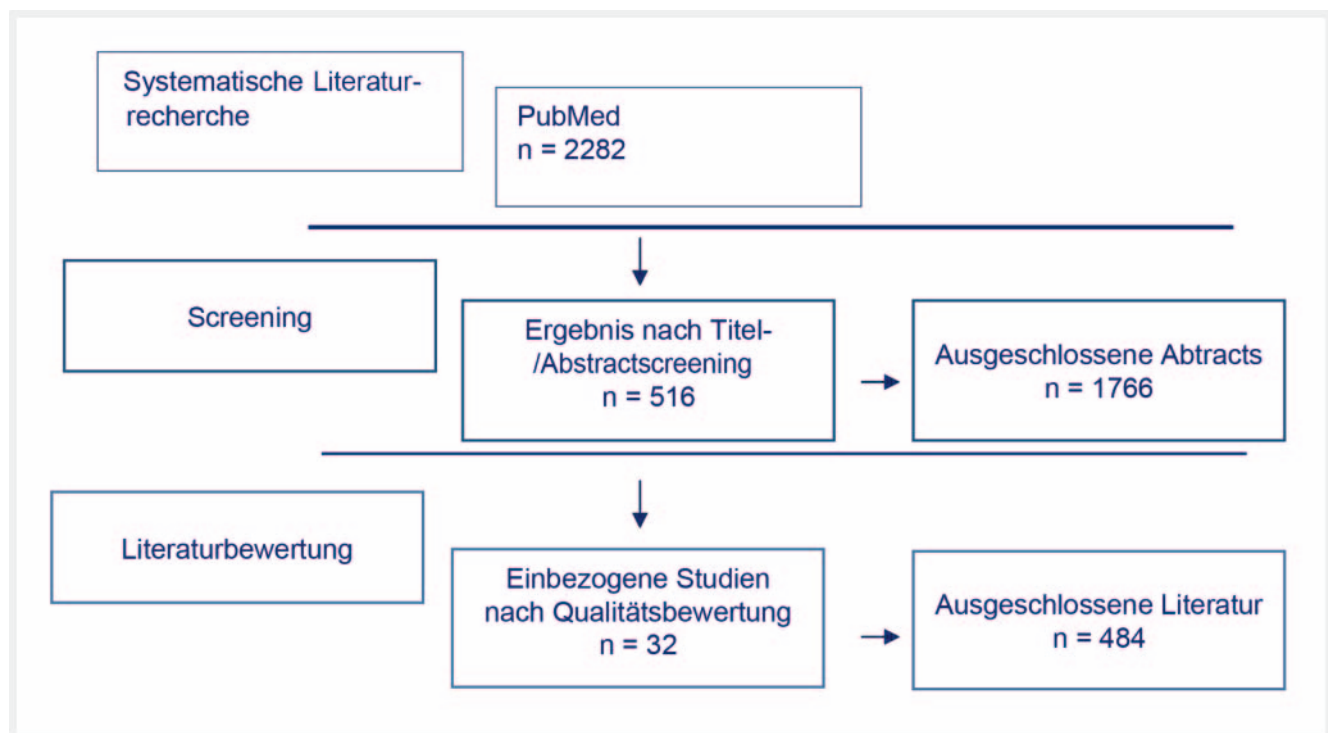 Systematische Literatur-
recherche
PubMed
n = 2282
Screening
Ergebnis nach Titel-
/Abstractscreening
n = 516
Ausgeschlossene Abtracts
n = 1766
Literaturbewertung
Einbezogene Studien
nach Qualitätsbewertung
n = 32
Ausgeschlossene Literatur
n = 484